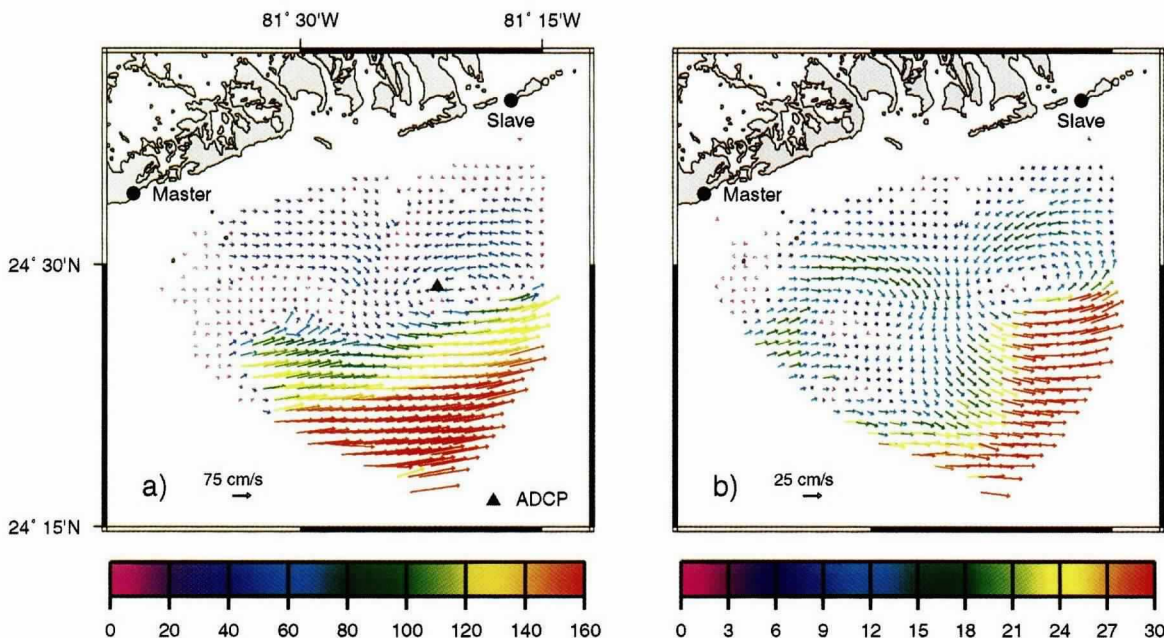 81° 30'W
81° 15'W
Slave
Master
24° 30'N
a)
75 cm/s
ADCP
24° 15'N
0 20 40 60 80 100 120 140 160
Slave
Master
b)
25 cm/s
0 3 6 9 12 15 18 21 24 27 30